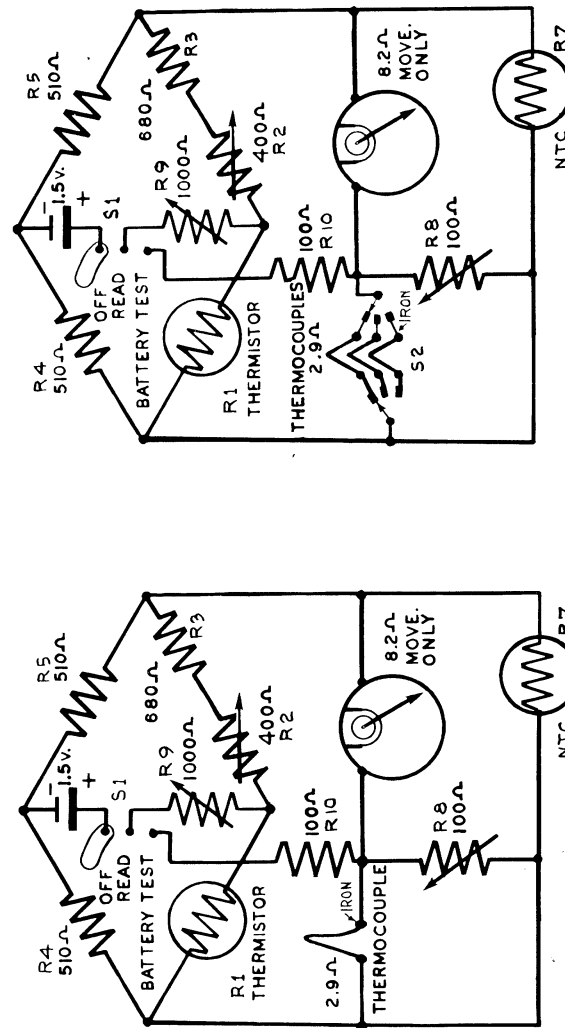 R5
510Ω
R3
680Ω
-1.5V.
+
S1
OFF
READ
BATTERY TEST
R4
510Ω
R9
1000Ω
400Ω
R2
R1
THERMISTOR
100Ω
R10
8.2Ω
MOVE.
ONLY
THERMOCOUPLES
2.9Ω
IRON
S2
R8
100Ω
R7
NTC
R5
510Ω
R3
680Ω
-1.5V.
+
S1
OFF
READ
BATTERY TEST
R4
510Ω
R9
1000Ω
400Ω
R2
R1
THERMISTOR
100Ω
R10
8.2Ω
MOVE.
ONLY
2.9Ω
IRON
THERMOCOUPLE
R8
100Ω
R7
NTC